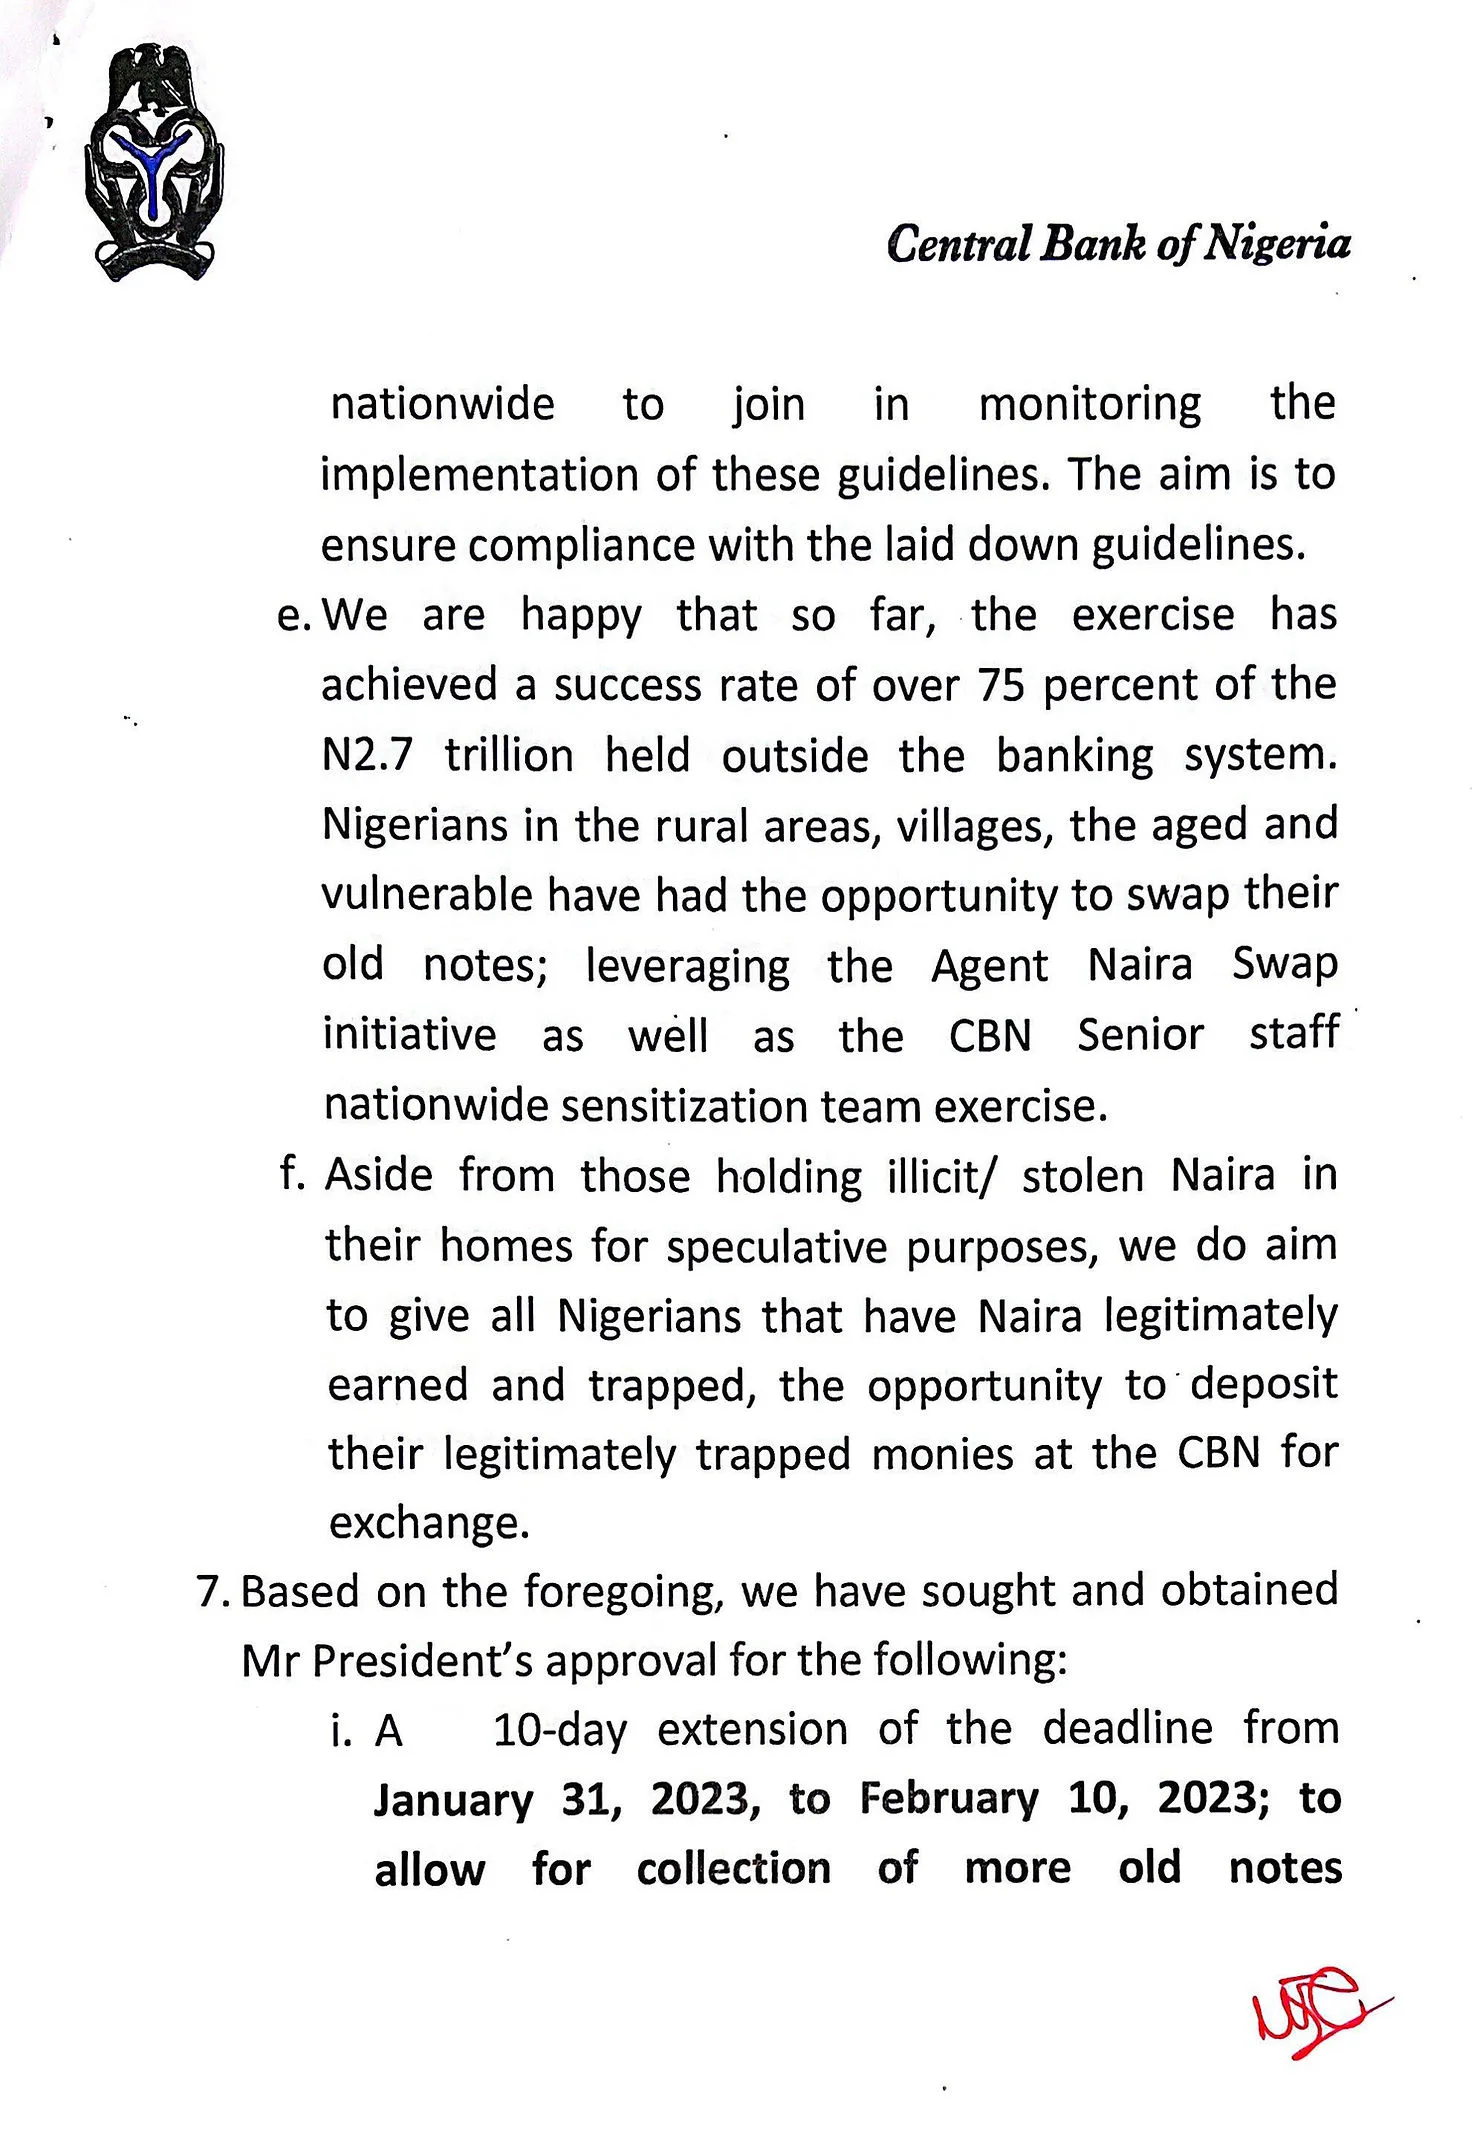 Central Bank of Nigeria
nationwide to join in monitoring the
implementation of these guidelines. The aim is to
ensure compliance with the laid down guidelines.
e. We are happy that so far, the exercise has
achieved a success rate of over 75 percent of the
N2.7 trillion held outside the banking system.
Nigerians in the rural areas, villages, the aged and
vulnerable have had the opportunity to swap their
old notes; leveraging the Agent Naira Swap
initiative as well as the CBN Senior staff
nationwide sensitization team exercise.
f. Aside from those holding illicit/ stolen Naira in
their homes for speculative purposes, we do aim
to give all Nigerians that have Naira legitimately
earned and trapped, the opportunity to deposit
their legitimately trapped monies at the CBN for
exchange.
7. Based on the foregoing, we have sought and obtained
Mr President’s approval for the following:
i. A 10-day extension of the deadline from
January 31, 2023, to February 10, 2023; to
allow for collection of more old notes